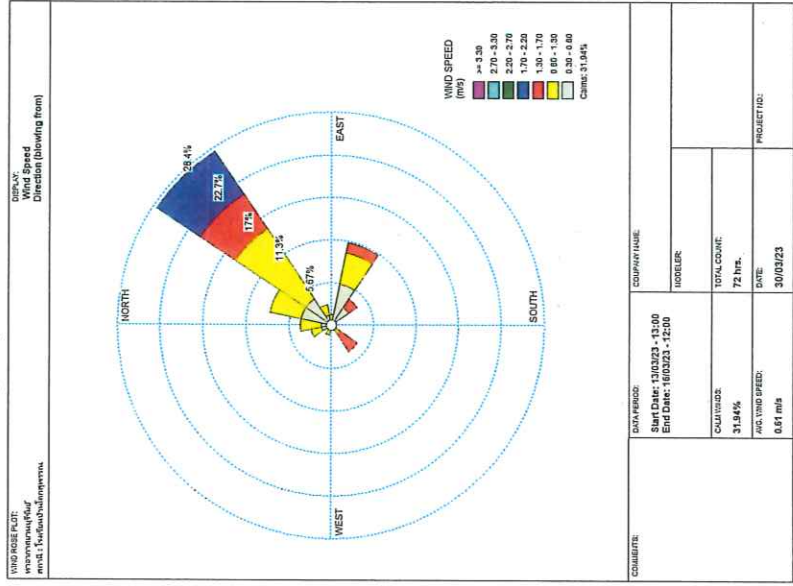 WIND ROSE PLOT:
DISPLAY:
Wind Speed
Direction (blowing from)
NORTH
28.4%
22.7%
17%
11.3%
5.67%
WEST
EAST
SOUTH
WIND SPEED
(m/s)
>= 3.30
2.70 - 3.30
2.20 - 2.70
1.70 - 2.20
1.30 - 1.70
0.80 - 1.30
0.30 - 0.80
Calms: 31.94%
COMMENTS:
DATA PERIOD:
Start Date: 13/03/23 - 13:00
End Date: 16/03/23 - 12:00
COMPANY NAME:
MODELER:
CALM WINDS:
31.94%
TOTAL COUNT:
72 hrs.
AVG. WIND SPEED:
0.61 m/s
DATE:
30/03/23
PROJECT NO.: